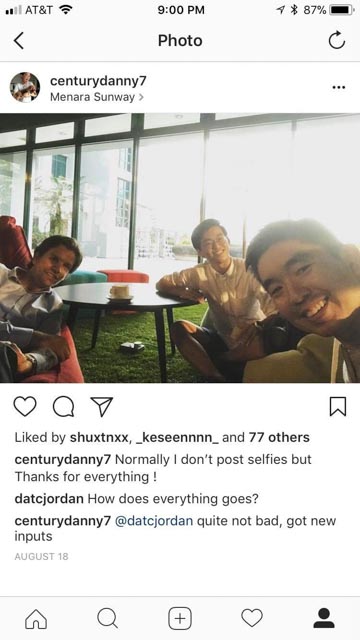 AT&T 9:00 PM 87%
Photo
centurydanny7
Menara Sunway >
Liked by shuxtnxx, _keseennnn_ and 77 others
centurydanny7 Normally I don't post selfies but
Thanks for everything !
datcjordan How does everything goes?
centurydanny7 @datcjordan quite not bad, got new
inputs
AUGUST 18